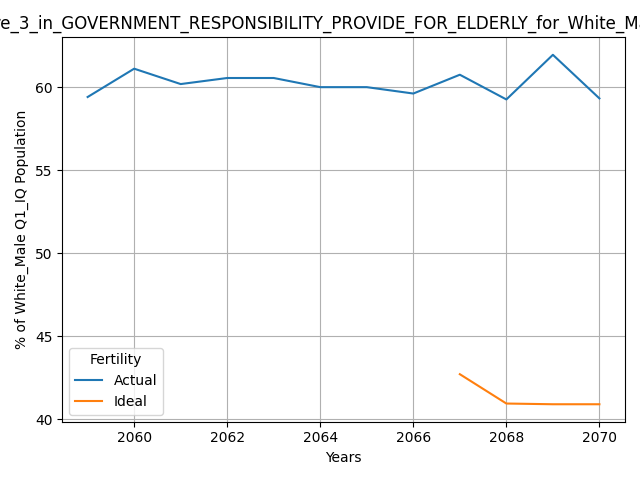 re_3_in_GOVERNMENT_RESPONSIBILITY_PROVIDE_FOR_ELDERLY_for_White_Ma
% of White_Male Q1_IQ Population
60
55
50
45
40
Fertility
Actual
Ideal
2060 2062 2064 2066 2068 2070
Years